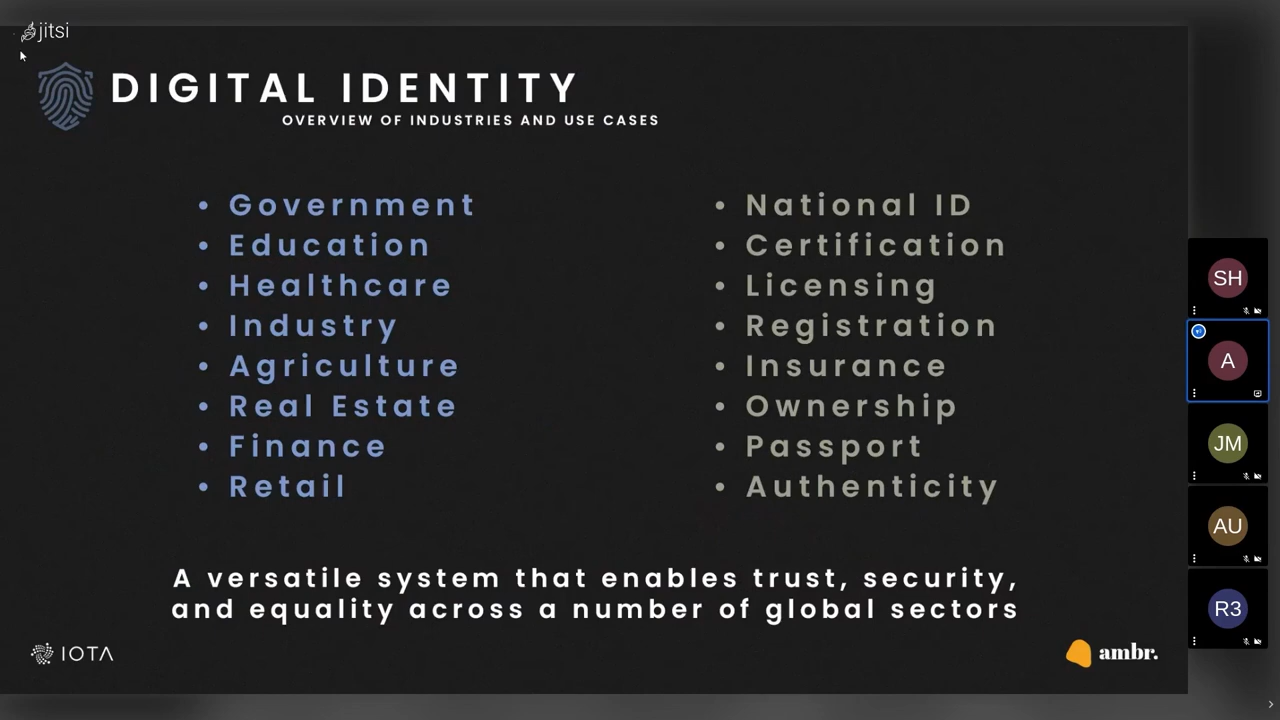 jitsi
DIGITAL IDENTITY
OVERVIEW OF INDUSTRIES AND USE CASES
• Government
• Education
• Healthcare
• Industry
• Agriculture
• Real Estate
• Finance
• Retail
• National ID
• Certification
• Licensing
• Registration
• Insurance
• Ownership
• Passport
• Authenticity
A versatile system that enables trust, security,
and equality across a number of global sectors
IOTA
ambr.
SH
A
JM
AU
R3